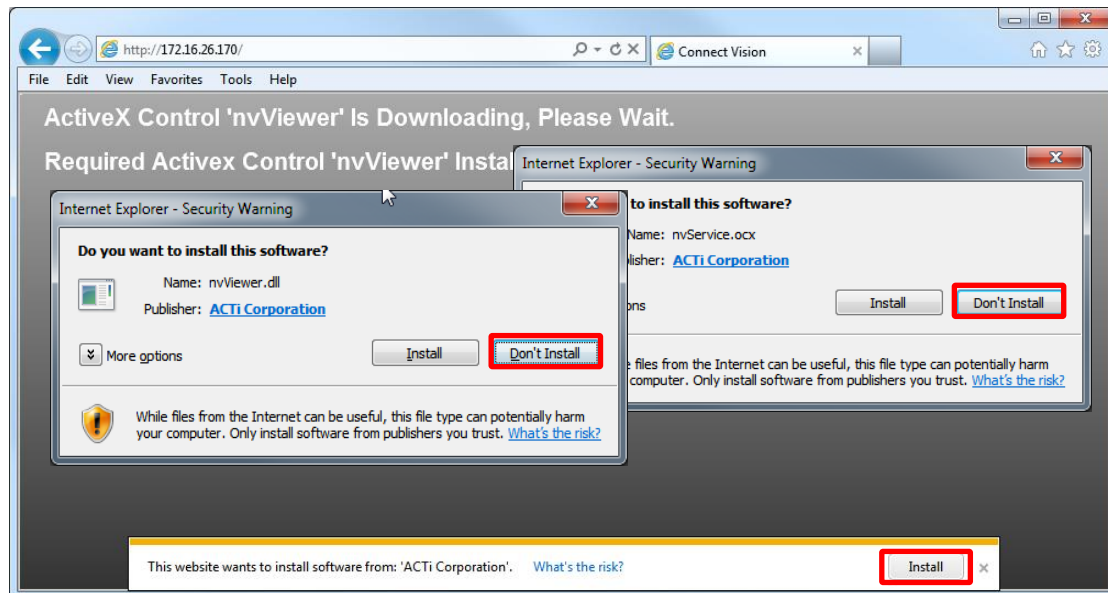 http://172.16.26.170/
Connect Vision
File Edit View Favorites Tools Help
ActiveX Control 'nvViewer' Is Downloading, Please Wait.
Required Activex Control 'nvViewer'
Internet Explorer - Security Warning
to install this software?
Name: nvService.ocx
ACTi Corporation
Install
Don't Install
files from the Internet can be useful, this file type can potentially harm
computer. Only install software from publishers you trust. What's the risk?
Internet Explorer - Security Warning
Do you want to install this software?
Name: nvViewer.dll
Publisher: ACTi Corporation
More options
Install
Don't Install
While files from the Internet can be useful, this file type can potentially harm
your computer. Only install software from publishers you trust. What's the risk?
This website wants to install software from: 'ACTi Corporation'. What's the risk?
Install